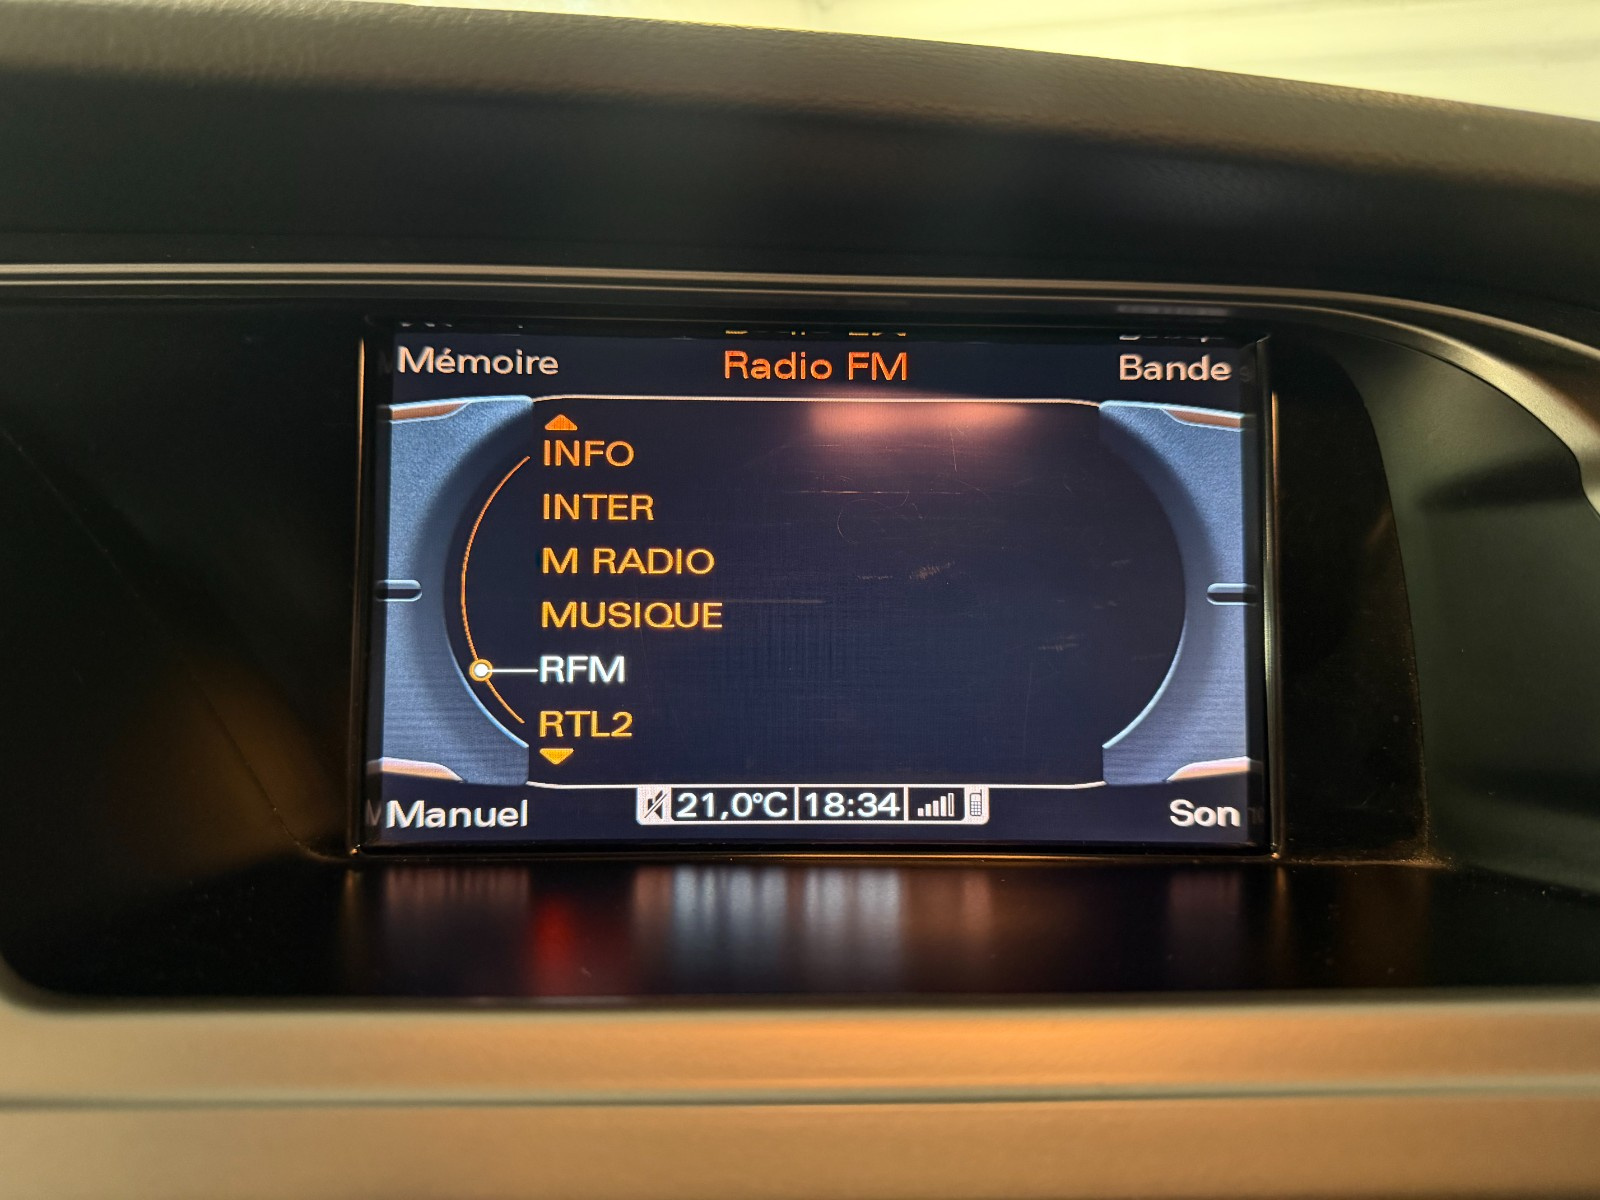 Mémoire
Radio FM
Bande
INFO
INTER
M RADIO
MUSIQUE
RFM
RTL2
Manuel
21,0°C
18:34
Son